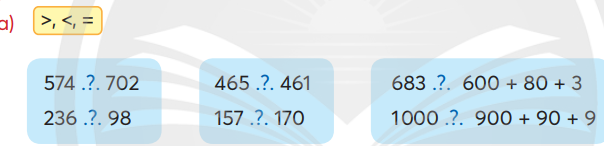 a) >, <, =
574 .?. 702
236 .?. 98
465 .?. 461
157 .?. 170
683 .?. 600 + 80 + 3
1000 .?. 900 + 90 + 9